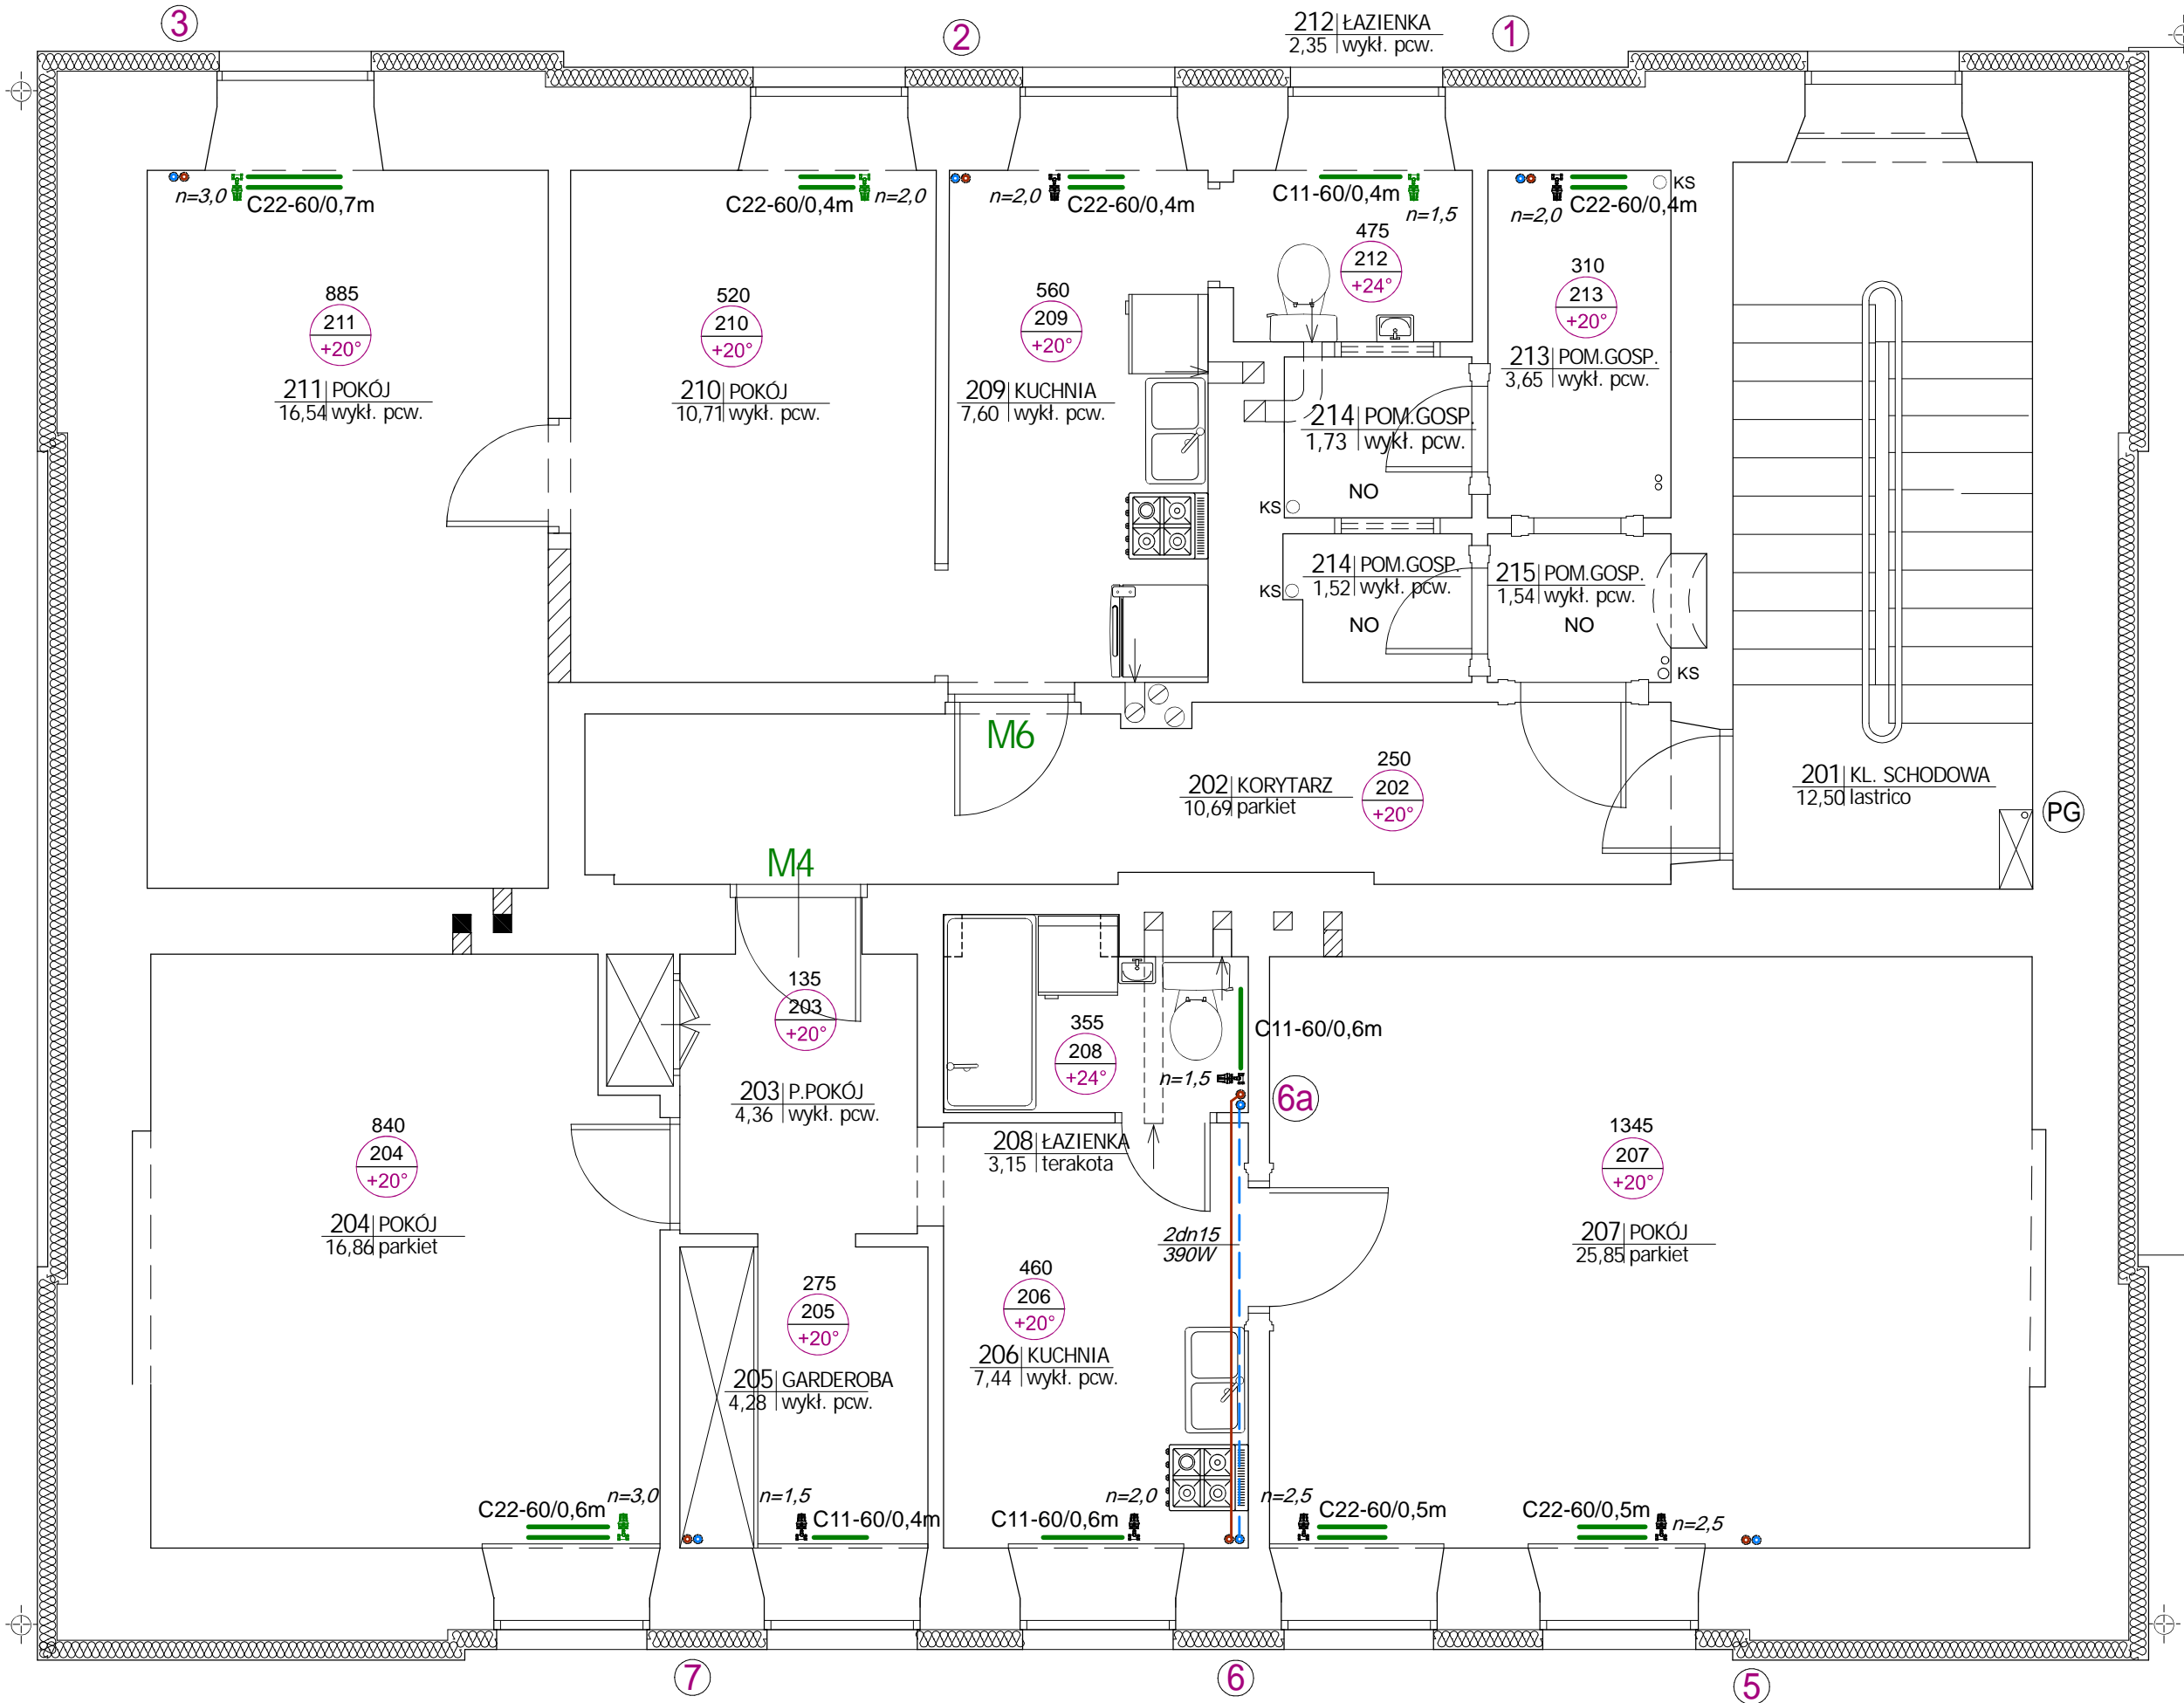 3
2
212 ŁAZIENKA
2,35 wykł. pcw.
1
n=3,0
C22-60/0,7m
C22-60/0,4m
n=2,0
n=2,0
C22-60/0,4m
C11-60/0,4m
n=1,5
n=2,0
C22-60/0,4m
KS
885
211
+20°
211 POKÓJ
16,54 wykł. pcw.
520
210
+20°
210 POKÓJ
10,71 wykł. pcw.
560
209
+20°
209 KUCHNIA
7,60 wykł. pcw.
475
212
+24°
310
213
+20°
213 POM.GOSP.
3,65 wykł. pcw.
214 POM.GOSP.
1,73 wykł. pcw.
NO
KS
214 POM.GOSP.
1,52 wykł. pcw.
NO
KS
215 POM.GOSP.
1,54 wykł. pcw.
NO
KS
M6
202 KORYTARZ
10,69 parkiet
250
202
+20°
201 KL. SCHODOWA
12,50 lastrico
PG
M4
135
203
+20°
203 P.POKÓJ
4,36 wykł. pcw.
355
208
+24°
C11-60/0,6m
n=1,5
6a
208 ŁAZIENKA
3,15 terakota
840
204
+20°
204 POKÓJ
16,86 parkiet
1345
207
+20°
207 POKÓJ
25,85 parkiet
2dn15
390W
275
205
+20°
205 GARDEROBA
4,28 wykł. pcw.
460
206
+20°
206 KUCHNIA
7,44 wykł. pcw.
C22-60/0,6m
n=3,0
n=1,5
C11-60/0,4m
C11-60/0,6m
n=2,0
n=2,5
C22-60/0,5m
C22-60/0,5m
n=2,5
7
6
5